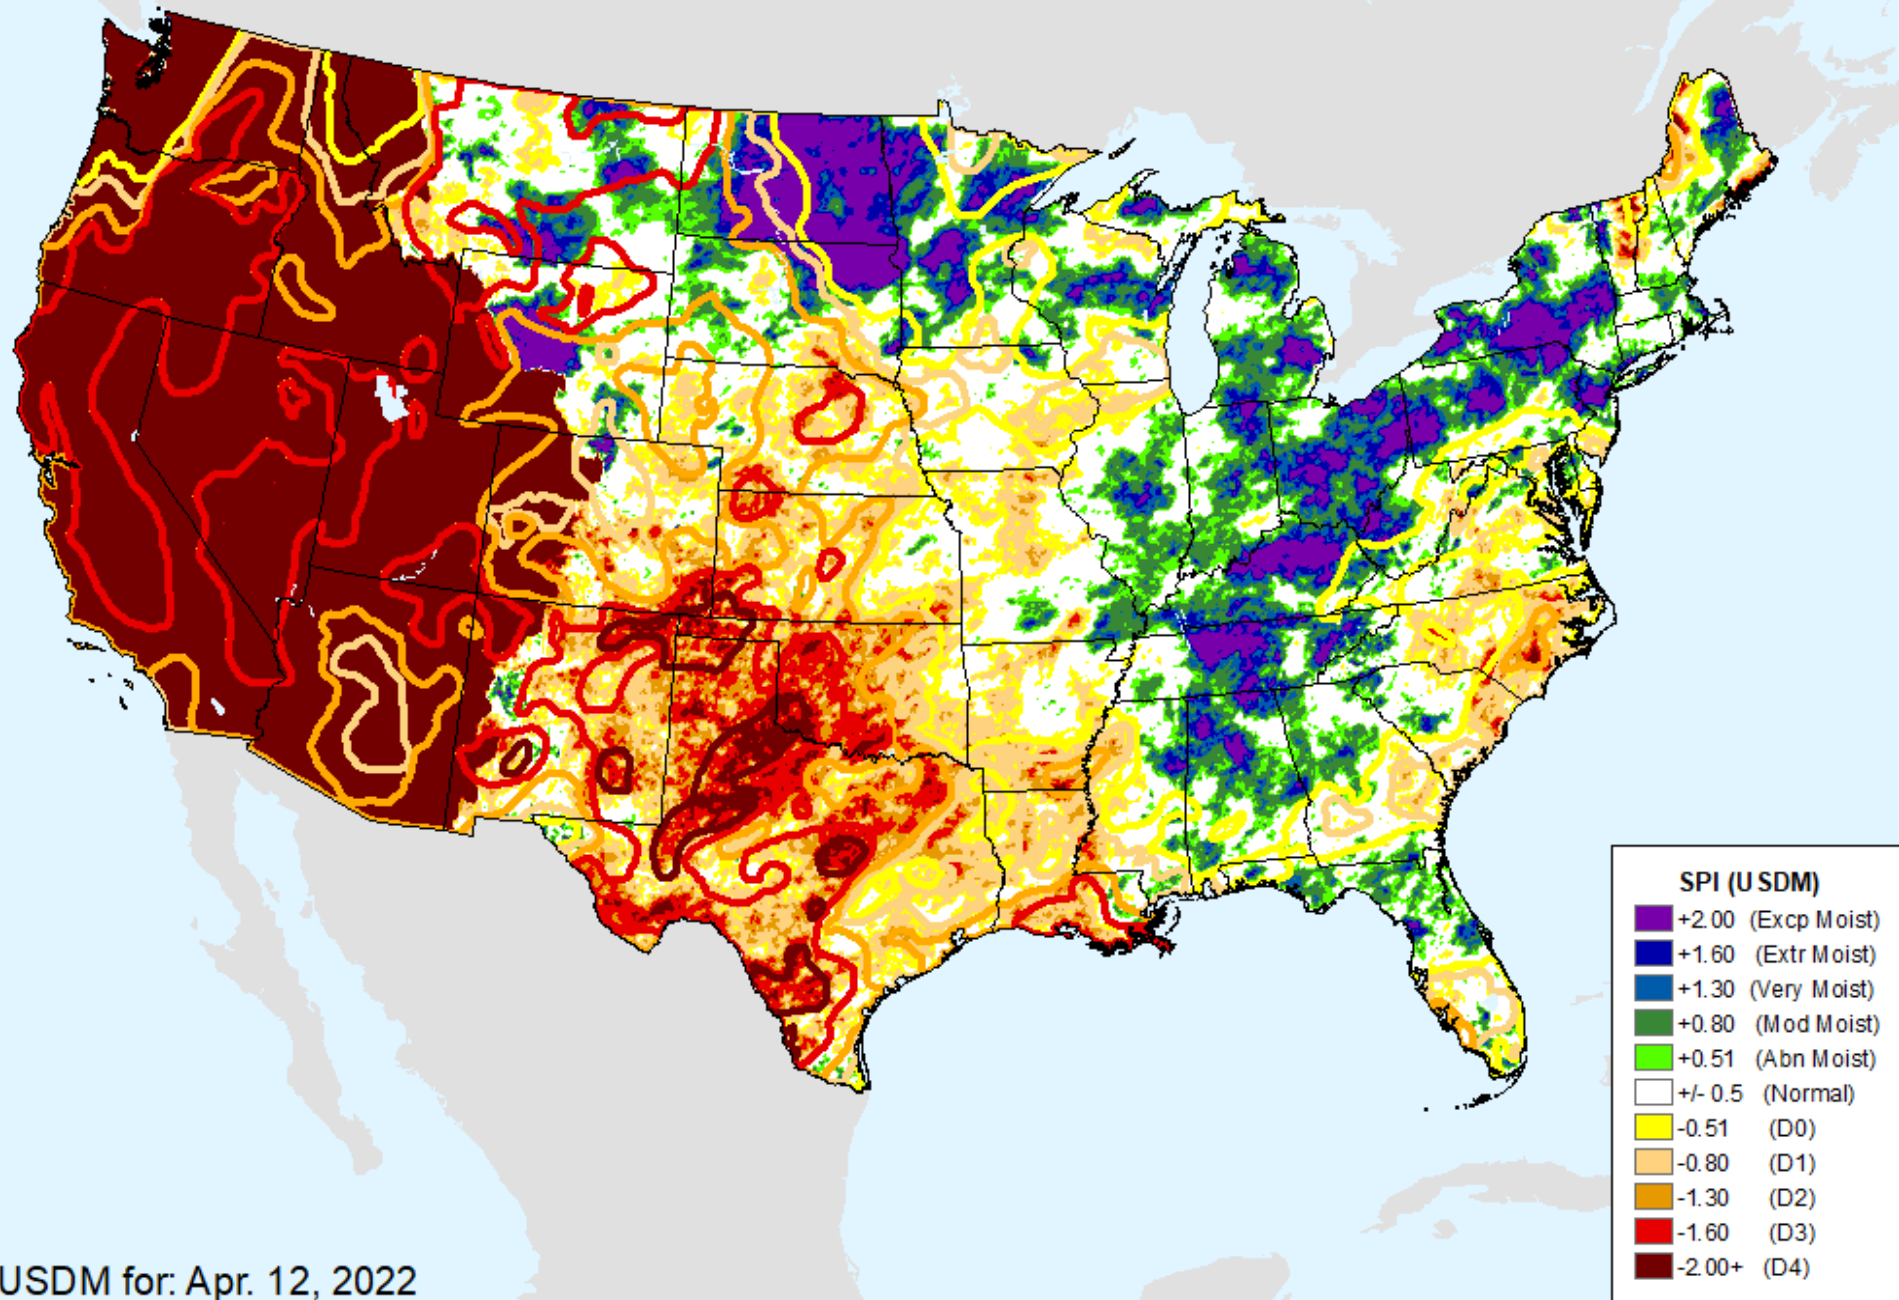 SPI (USDM)
+2.00 (Excp Moist)
+1.60 (Extr Moist)
+1.30 (Very Moist)
+0.80 (Mod Moist)
+0.51 (Abn Moist)
+/- 0.5 (Normal)
-0.51 (D0)
-0.80 (D1)
-1.30 (D2)
-1.60 (D3)
-2.00+ (D4)
USDM for: Apr. 12, 2022